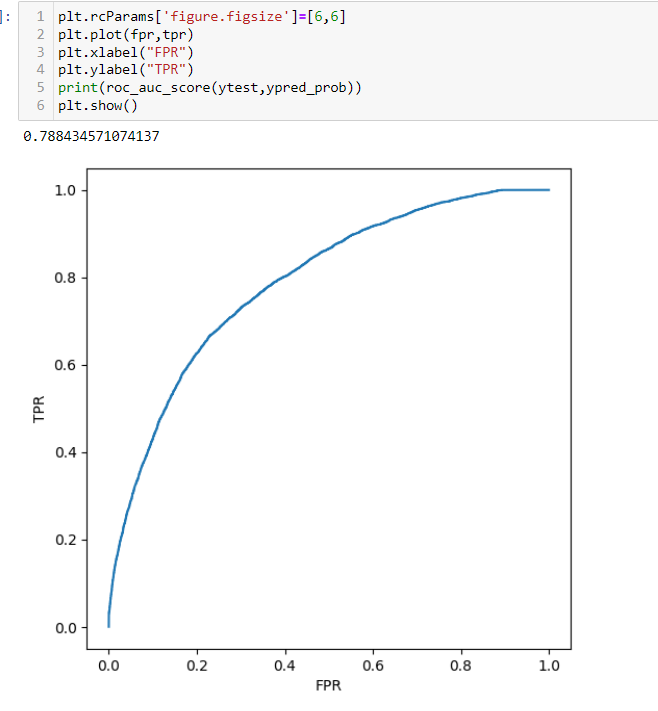 ]:
1 plt.rcParams['figure.figsize']=[6,6]
2 plt.plot(fpr,tpr)
3 plt.xlabel("FPR")
4 plt.ylabel("TPR")
5 print(roc_auc_score(ytest,ypred_prob))
6 plt.show()
0.788434571074137
1.0
0.8
0.6
0.4
0.2
0.0
TPR
0.0 0.2 0.4 0.6 0.8 1.0
FPR